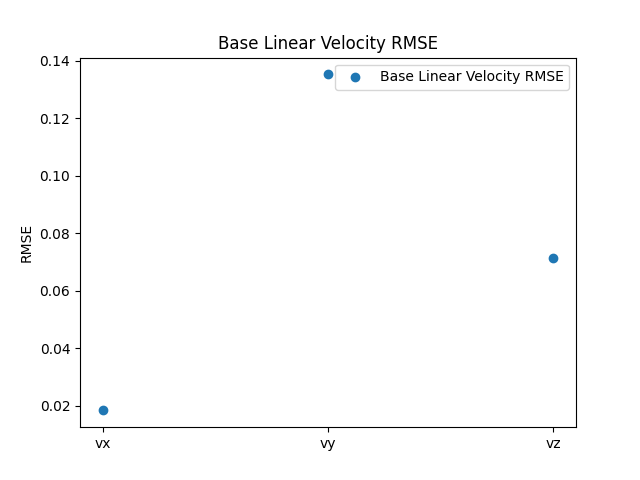 Base Linear Velocity RMSE
Base Linear Velocity RMSE
RMSE
0.14
0.12
0.10
0.08
0.06
0.04
0.02
vx
vy
vz